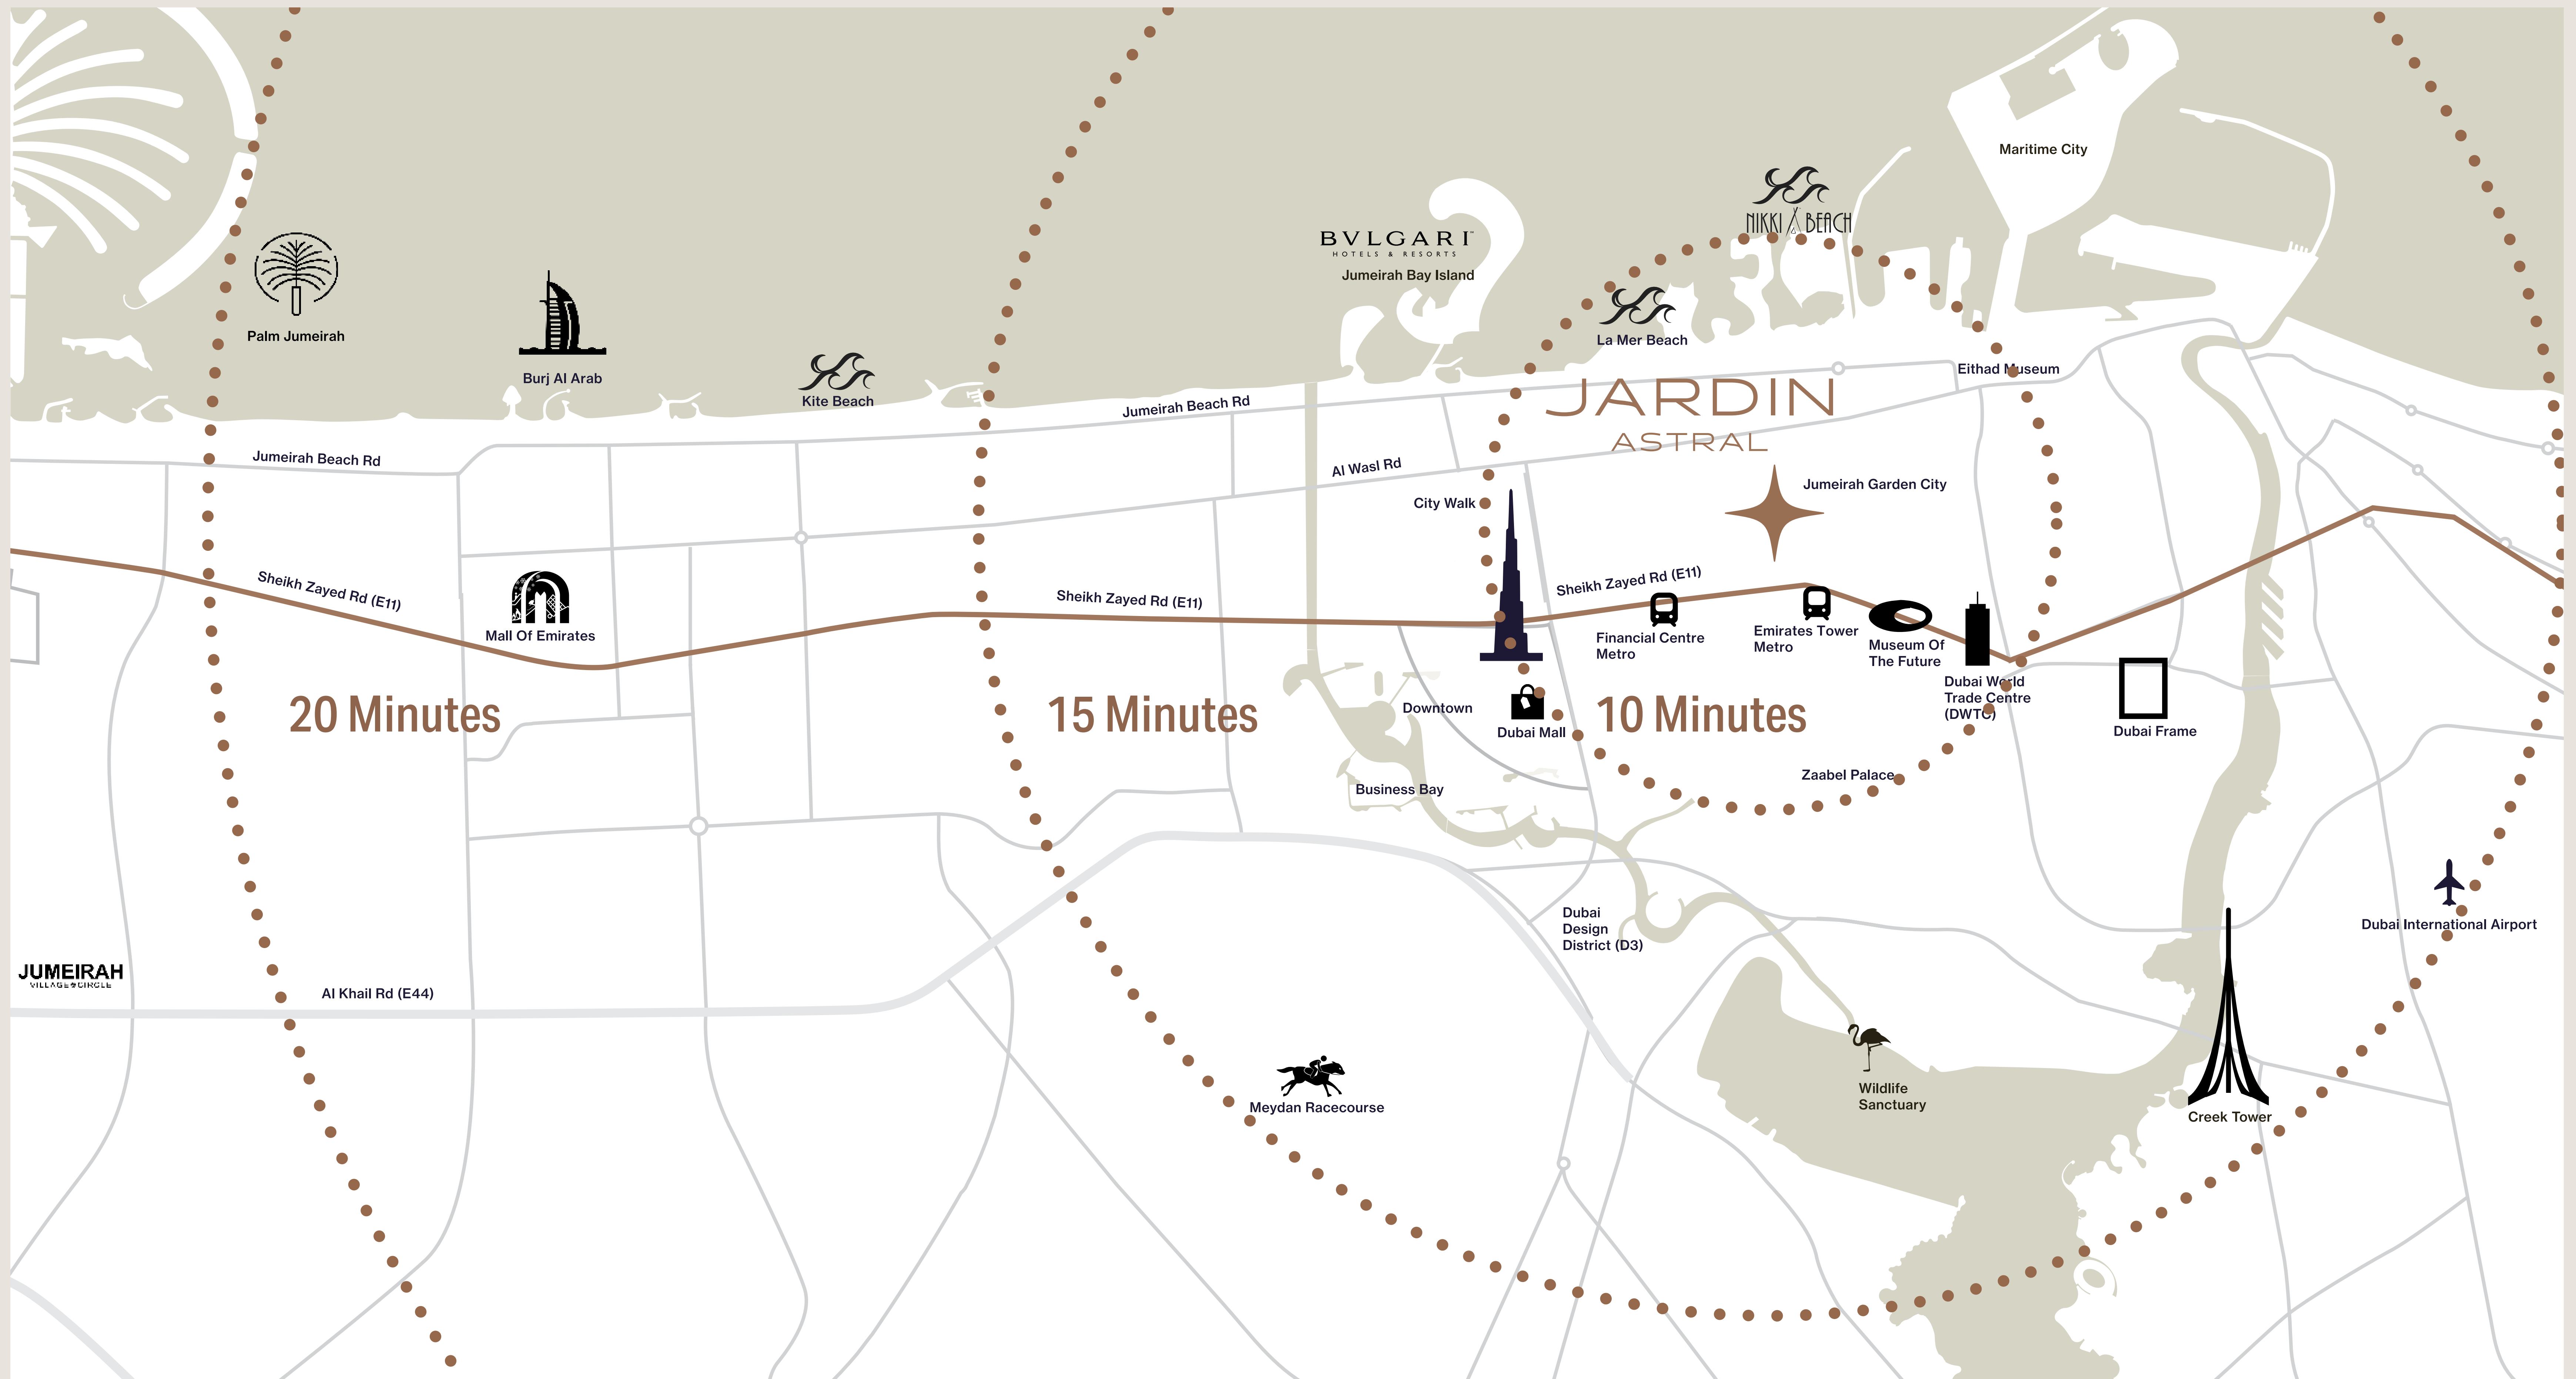 Maritime City
NIKKI BEACH
BVLGARI
HOTELS & RESORTS
Jumeirah Bay Island
Palm Jumeirah
La Mer Beach
Burj Al Arab
Eithad Museum
Kite Beach
JARDIN
ASTRAL
Jumeirah Beach Rd
Jumeirah Beach Rd
Al Wasl Rd
Jumeirah Garden City
City Walk
Sheikh Zayed Rd (E11)
Sheikh Zayed Rd (E11)
Sheikh Zayed Rd (E11)
Mall Of Emirates
Financial Centre
Metro
Emirates Tower
Metro
Museum Of
The Future
Dubai World
Trade Centre
(DWTC)
20 Minutes
15 Minutes
10 Minutes
Downtown
Dubai Mall
Dubai Frame
Zaabel Palace
Business Bay
Dubai
Design
District (D3)
Dubai International Airport
JUMEIRAH
VILLAGE CIRCLE
Al Khail Rd (E44)
Meydan Racecourse
Wildlife
Sanctuary
Creek Tower